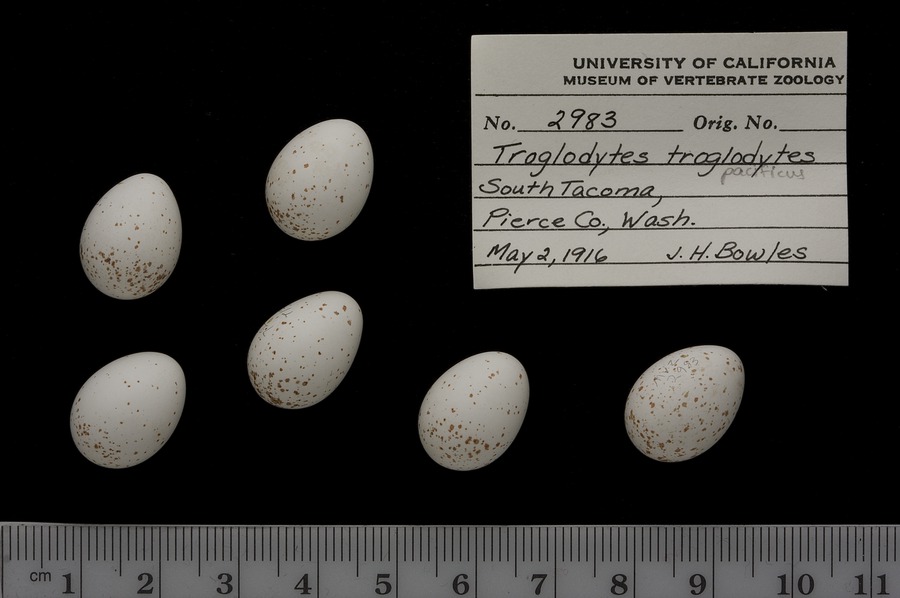 UNIVERSITY OF CALIFORNIA
MUSEUM OF VERTEBRATE ZOOLOGY
No. 2983 Orig. No.
Troglodytes troglodytes
pacificus
South Tacoma,
Pierce Co., Wash.
May 2, 1916 J. H. Bowles
2983
cm 1 2 3 4 5 6 7 8 9 10 11